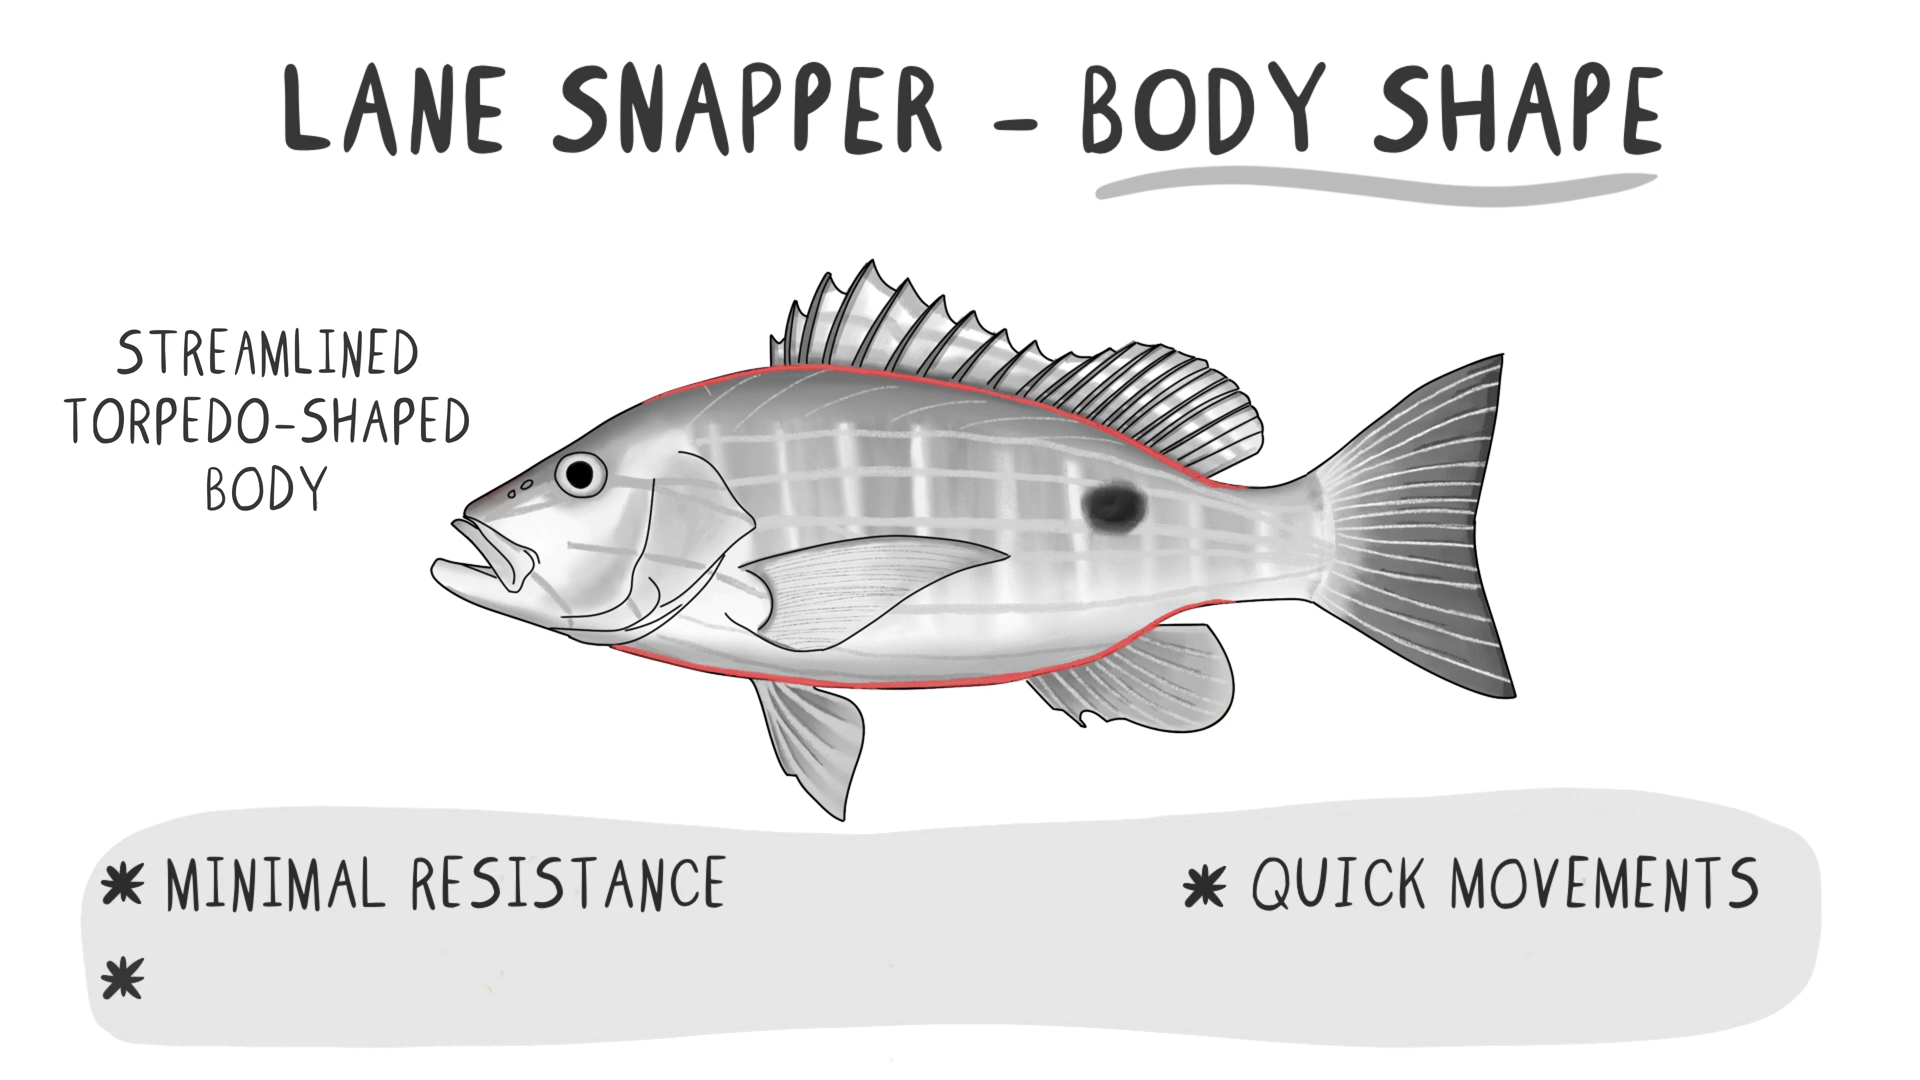 LANE SNAPPER - BODY SHAPE
STREAMLINED
TORPEDO-SHAPED
BODY
* MINIMAL RESISTANCE
* QUICK MOVEMENTS
*